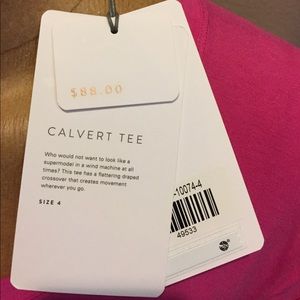 $88.00
CALVERT TEE
Who would not want to look like a
supermodel in a wind machine at all
times? This tee has a flattering draped
crossover that creates movement
wherever you go.
SIZE 4
-10074-4
49533